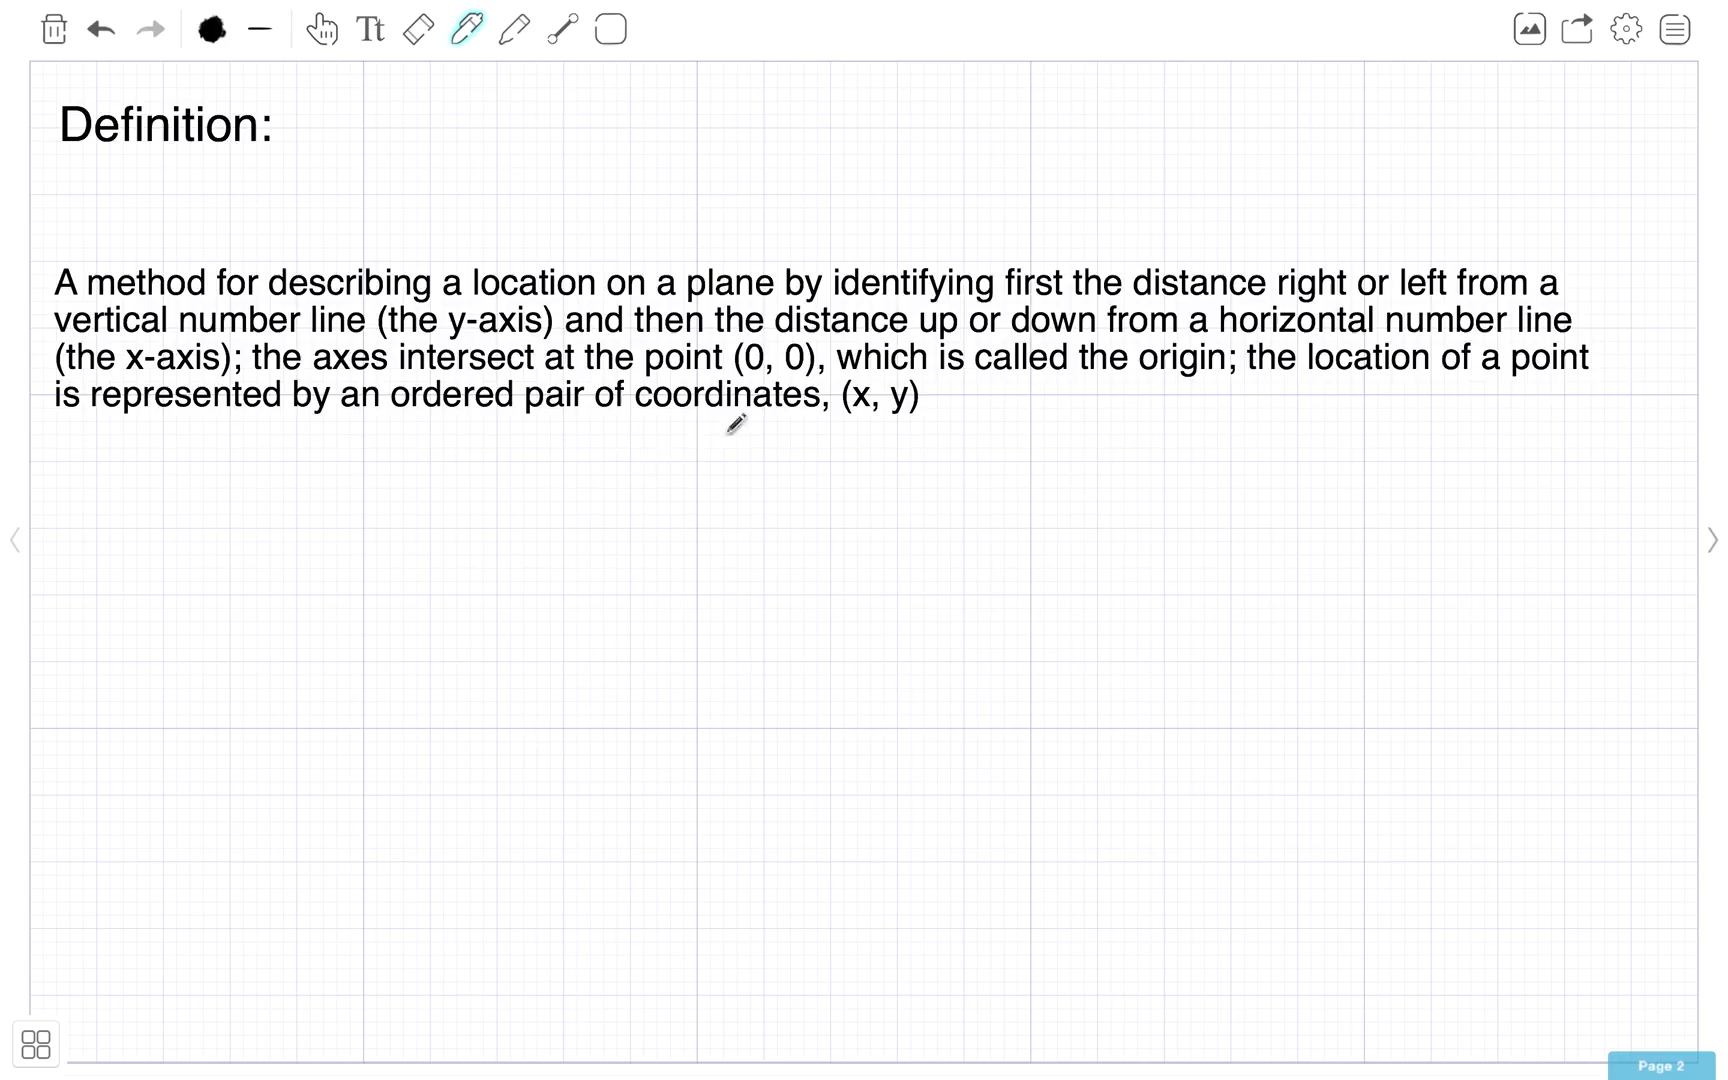 Tt
Definition:
A method for describing a location on a plane by identifying first the distance right or left from a
vertical number line (the y-axis) and then the distance up or down from a horizontal number line
(the x-axis); the axes intersect at the point (0, 0), which is called the origin; the location of a point
is represented by an ordered pair of coordinates, (x, y)
Page 2